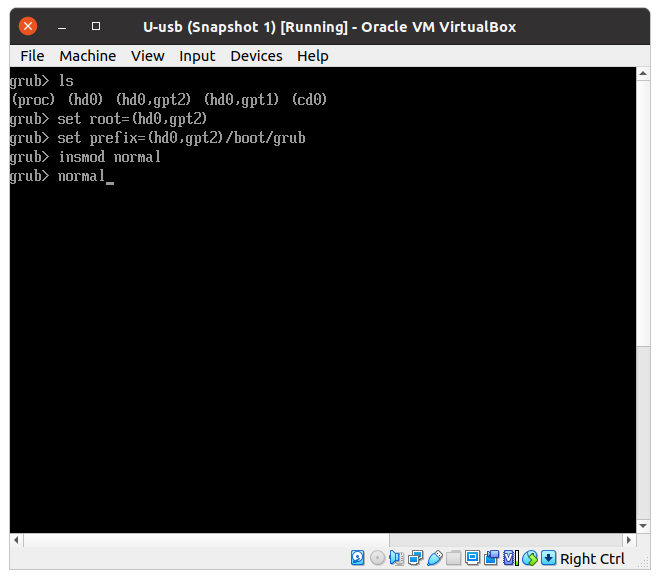 U-usb (Snapshot 1) [Running] - Oracle VM VirtualBox
File Machine View Input Devices Help
grub> ls
(proc) (hd0) (hd0,gpt2) (hd0,gpt1) (cd0)
grub> set root=(hd0,gpt2)
grub> set prefix=(hd0,gpt2)/boot/grub
grub> insmod normal
grub> normal_
Right Ctrl